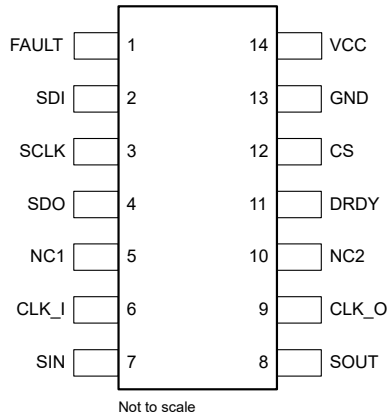 FAULT 1 14 VCC
SDI 2 13 GND
SCLK 3 12 CS
SDO 4 11 DRDY
NC1 5 10 NC2
CLK_I 6 9 CLK_O
SIN 7 8 SOUT
Not to scale